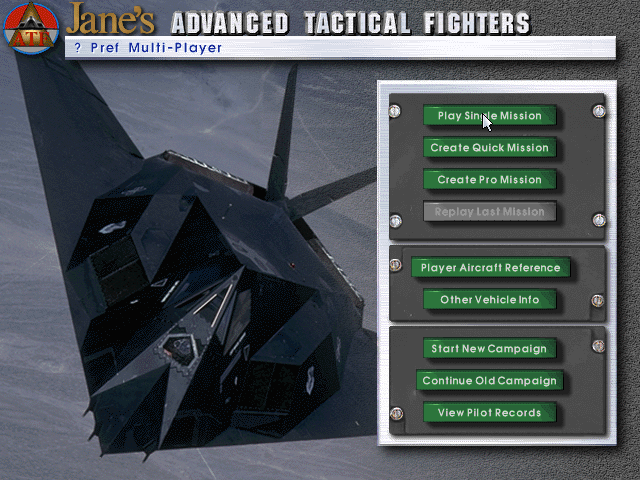 Jane's ADVANCED TACTICAL FIGHTERS
ATF
? Pref Multi-Player
Play Single Mission
Create Quick Mission
Create Pro Mission
Replay Last Mission
Player Aircraft Reference
Other Vehicle Info
Start New Campaign
Continue Old Campaign
View Pilot Records